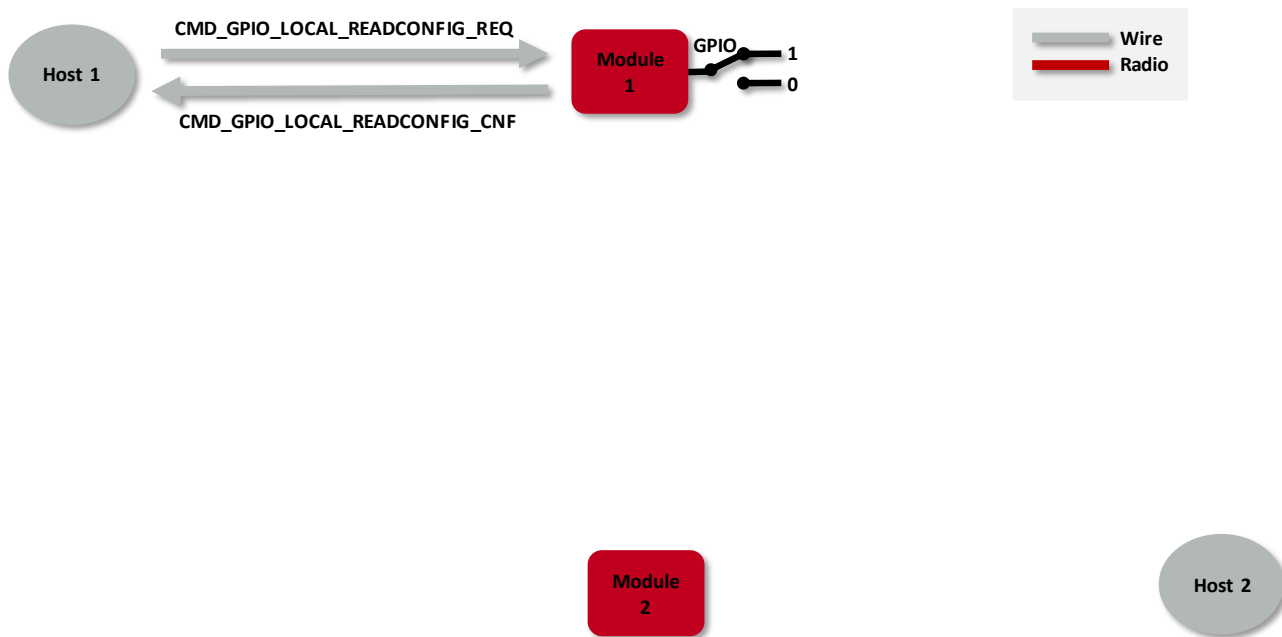 CMD_GPIO_LOCAL_READCONFIG_REQ
Host 1
Module
1
GPIO
1
0
CMD_GPIO_LOCAL_READCONFIG_CNF
Wire
Radio
Module
2
Host 2